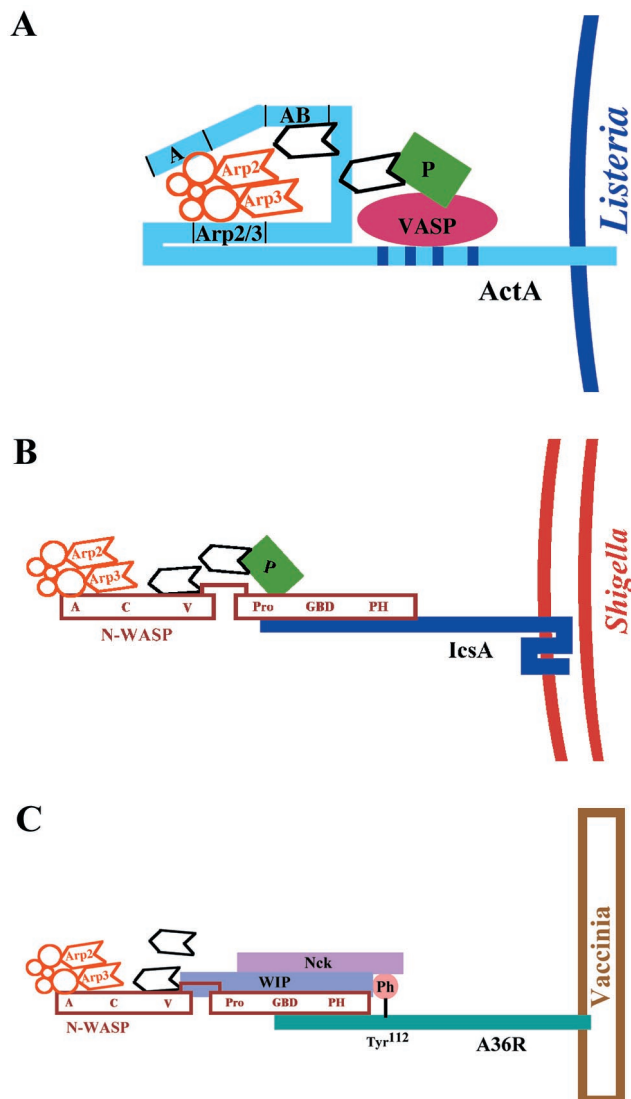 A
AB
A
Arp2
P
Arp3
VASP
Arp2/3
ActA
Listeria
B
Arp2
Arp3
P
A C V Pro GBD PH
N-WASP
IcsA
Shigella
C
Nck
Arp2
WIP
Arp3
Ph
A C V Pro GBD PH
N-WASP
Tyr112
A36R
Vaccinia